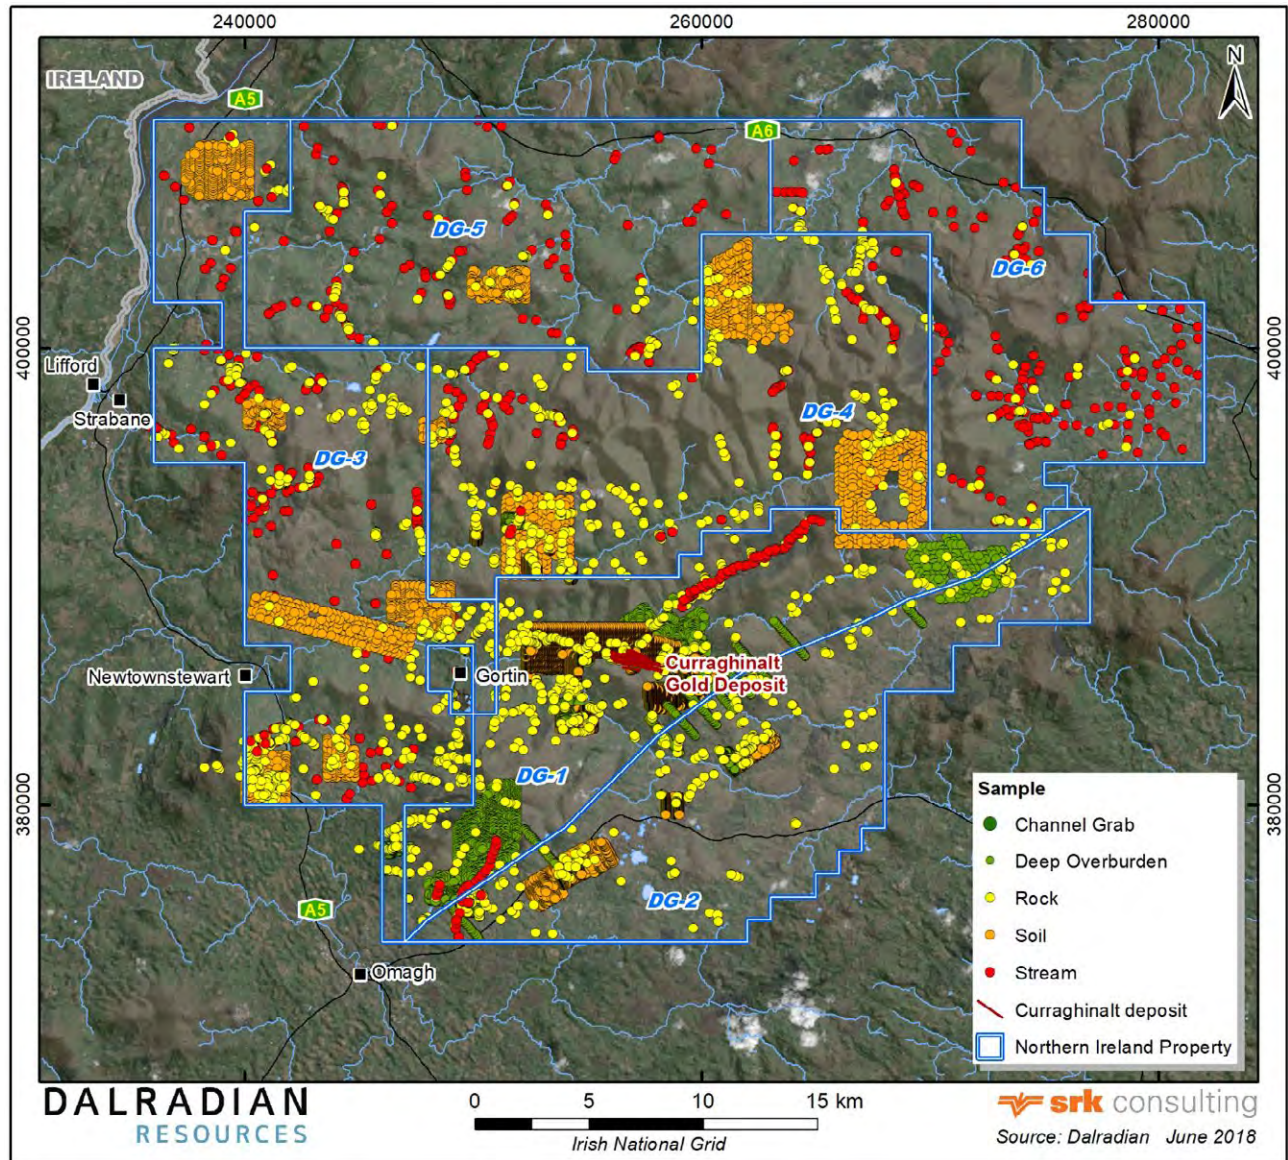 240000
260000
280000
IRELAND
A5
N
A6
DG-5
DG-6
400000
400000
Lifford
Strabane
DG-4
DG-3
Curraghinalt
Gold Deposit
Newtownstewart
Gortin
DG-1
380000
380000
DG-2
A5
Omagh
Sample
Channel Grab
Deep Overburden
Rock
Soil
Stream
Curraghinalt deposit
Northern Ireland Property
DALRADIAN
RESOURCES
0 5 10 15 km
Irish National Grid
srk consulting
Source: Dalradian June 2018